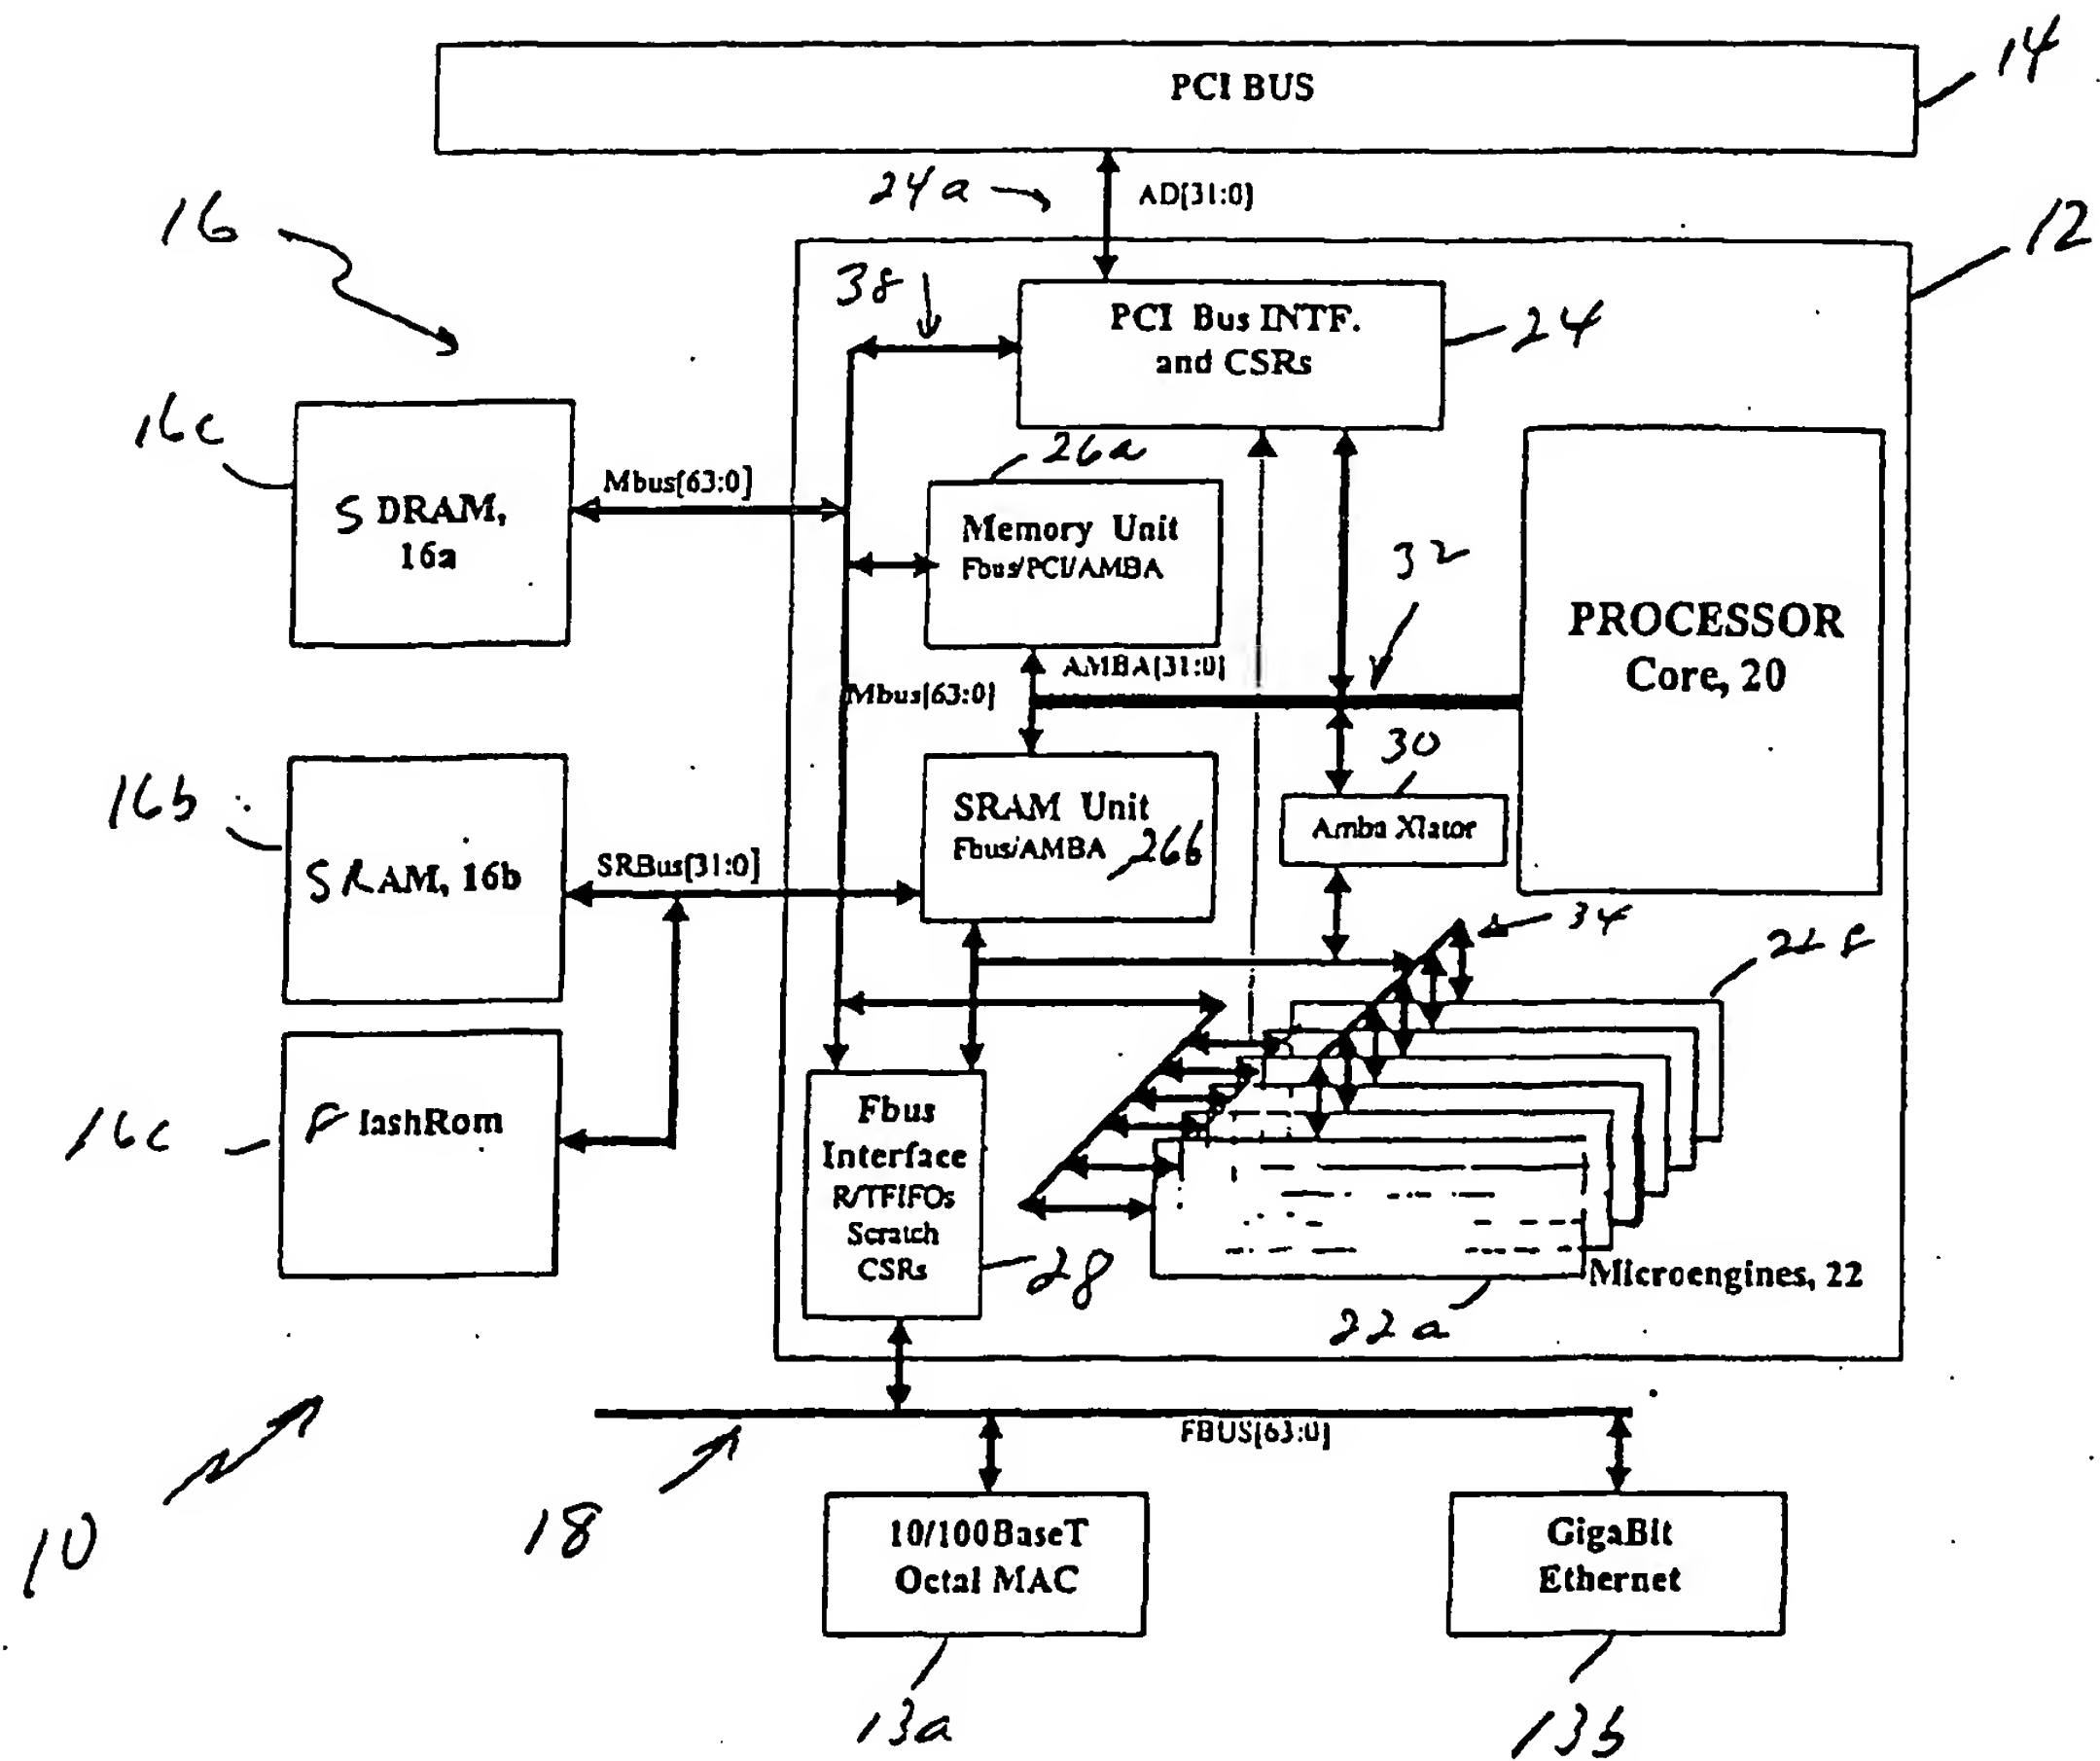 PCI BUS
14
24a
AD[31:0]
16
12
38
PCI Bus INTF.
and CSRs
24
16c
26a
Mbus[63:0]
S DRAM,
16a
Memory Unit
Fbus/PCI/AMBA
32
PROCESSOR
Core, 20
AMBA[31:0]
Mbus[63:0]
30
16b
SRAM Unit
Fbus/AMBA
26b
Amba Xlator
SRBus[31:0]
SRAM, 16b
34
22f
Fbus
Interface
R/TFIFOs
Scratch
CSRs
16c
FlashRom
28
Microengines, 22
22a
10
18
FBUS[63:0]
10/100BaseT
Octal MAC
GigaBit
Ethernet
13a
13b